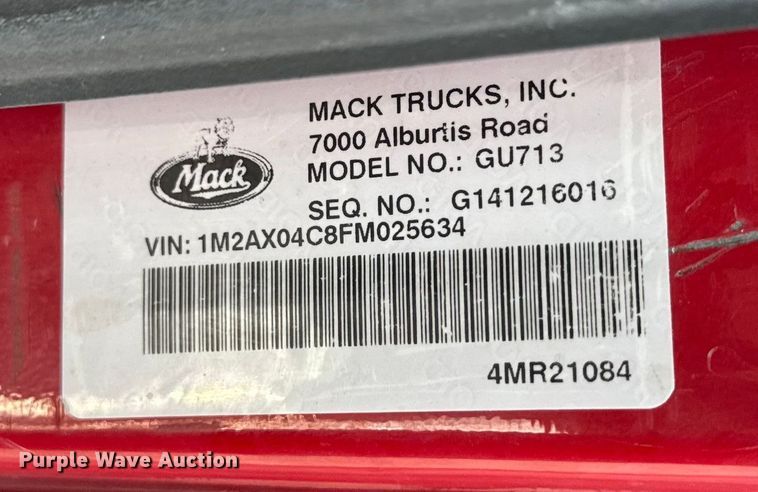 MACK TRUCKS, INC.
7000 Alburtis Road
MODEL NO.: GU713
Mack
SEQ. NO.: G141216016
VIN: 1M2AX04C8FM025634
4MR21084
Purple Wave Auction